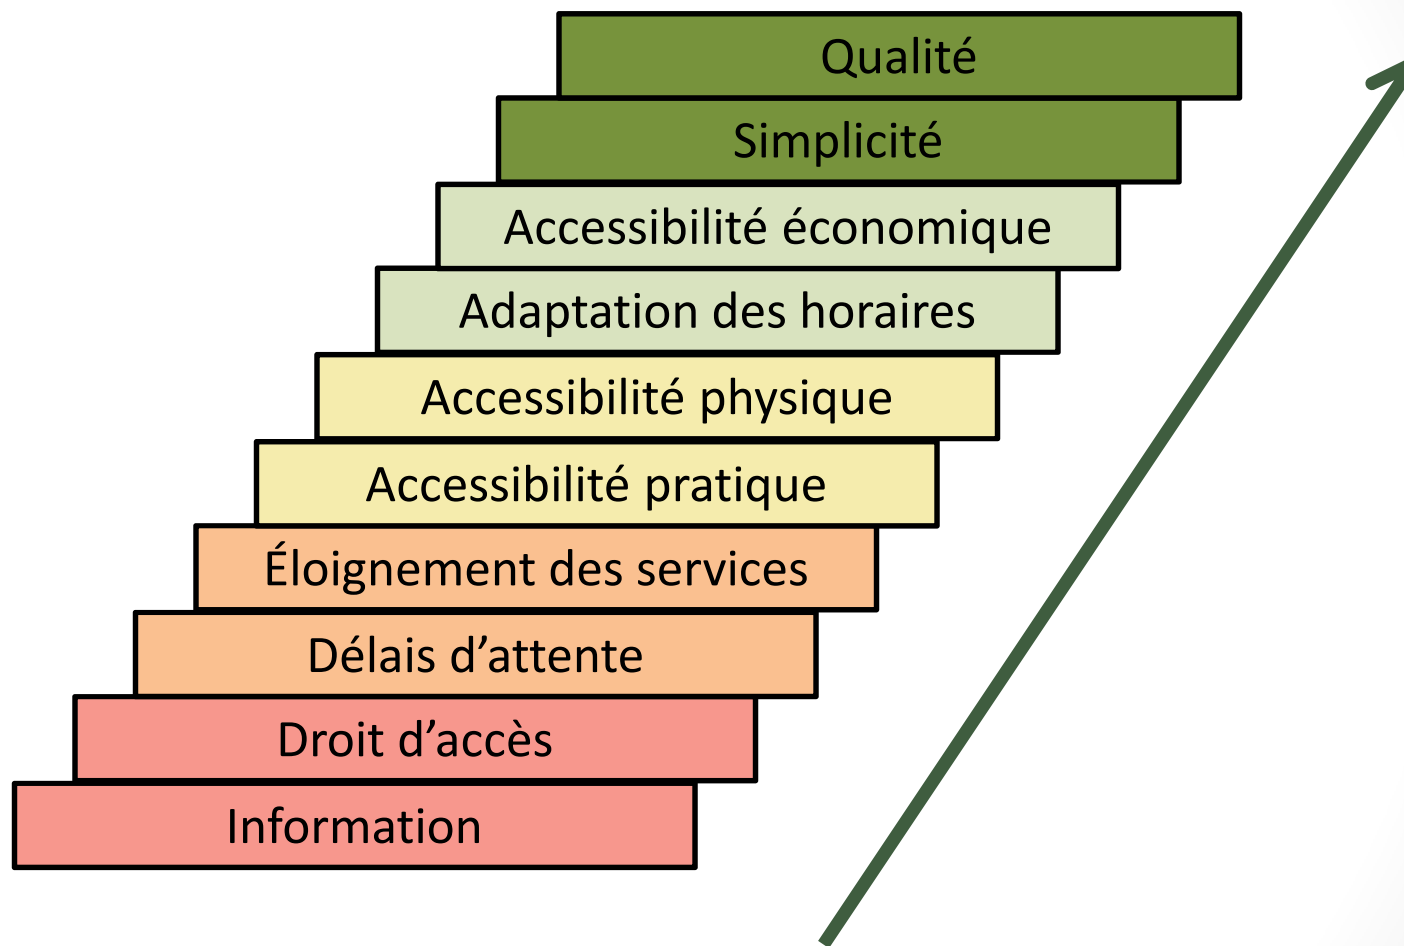 Qualité
Simplicité
Accessibilité économique
Adaptation des horaires
Accessibilité physique
Accessibilité pratique
Éloignement des services
Délais d’attente
Droit d’accès
Information